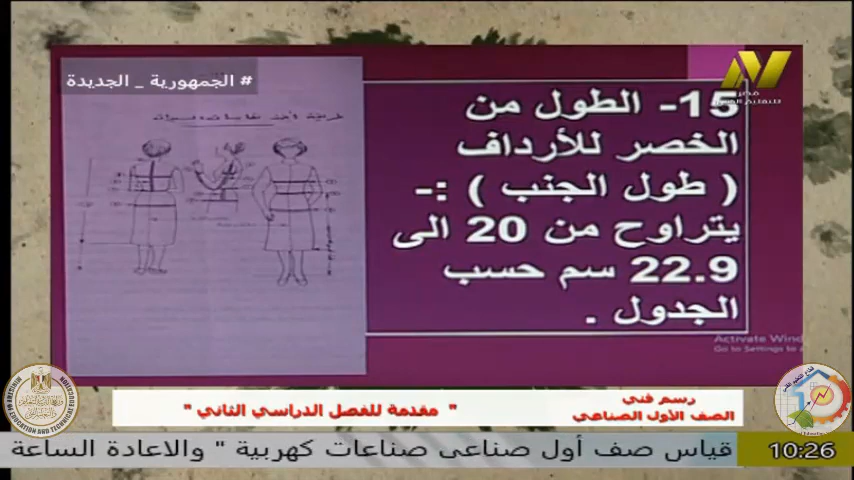 # الجمهورية _ الجديدة
15- الطول من
الخصر للأرداف
( طول الجنب ) :-
يتراوح من 20 الى
22.9 سم حسب
الجدول .
Activate Wind
Go to Settings to
رسم فني
الصف الأول الصناعي
" مقدمة للفصل الدراسي الثاني "
قياس صف أول صناعى صناعات كهربية " والاعادة الساعة
10:26